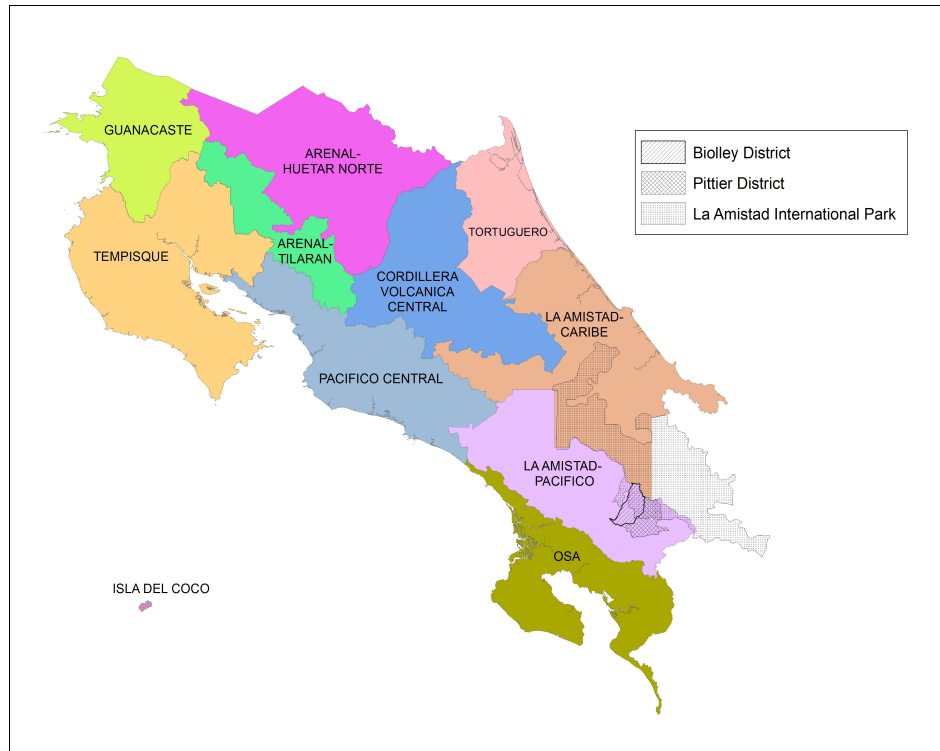 GUANACASTE
ARENAL-
HUETAR NORTE
TORTUGUERO
TEMPISQUE
ARENAL-
TILARAN
CORDILLERA
VOLCANICA
CENTRAL
LA AMISTAD-
CARIBE
PACIFICO CENTRAL
LA AMISTAD-
PACIFICO
OSA
ISLA DEL COCO
Biolley District
Pittier District
La Amistad International Park